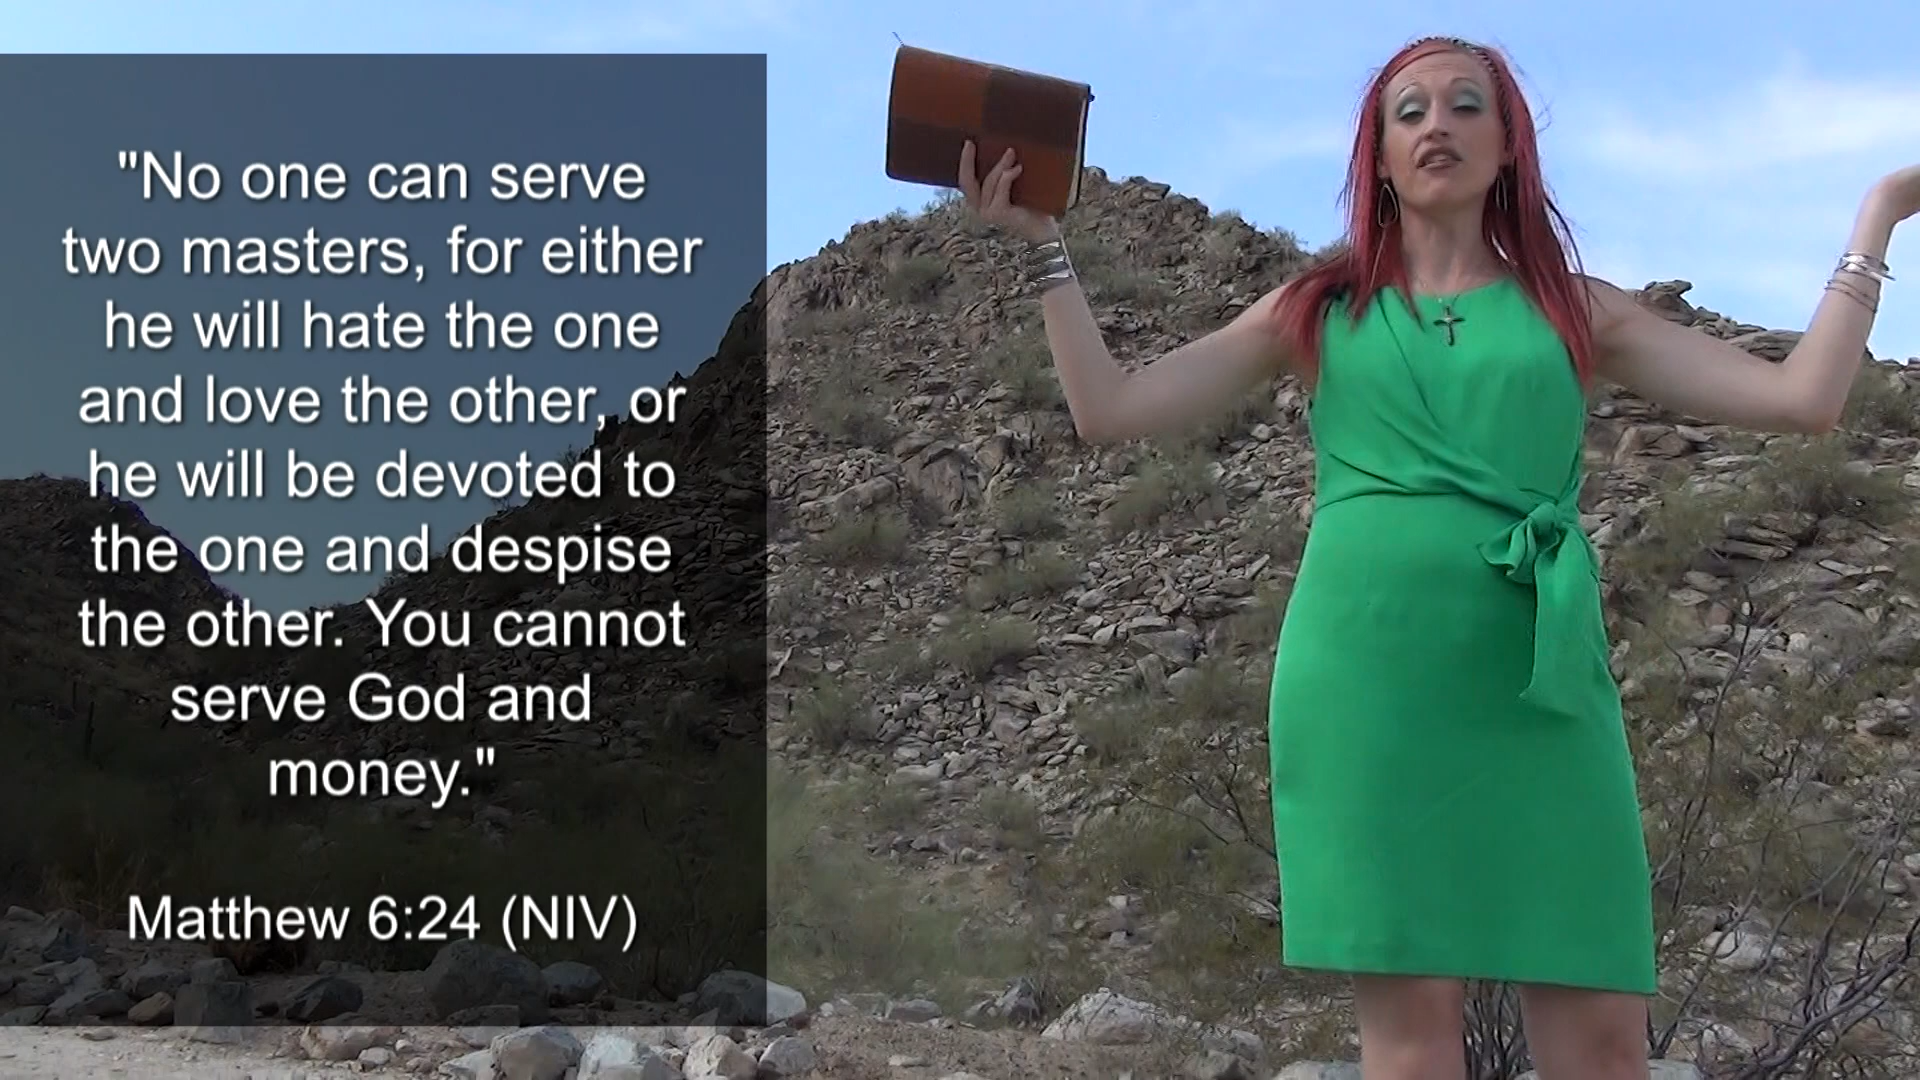 "No one can serve
two masters, for either
he will hate the one
and love the other, or
he will be devoted to
the one and despise
the other. You cannot
serve God and
money."
Matthew 6:24 (NIV)